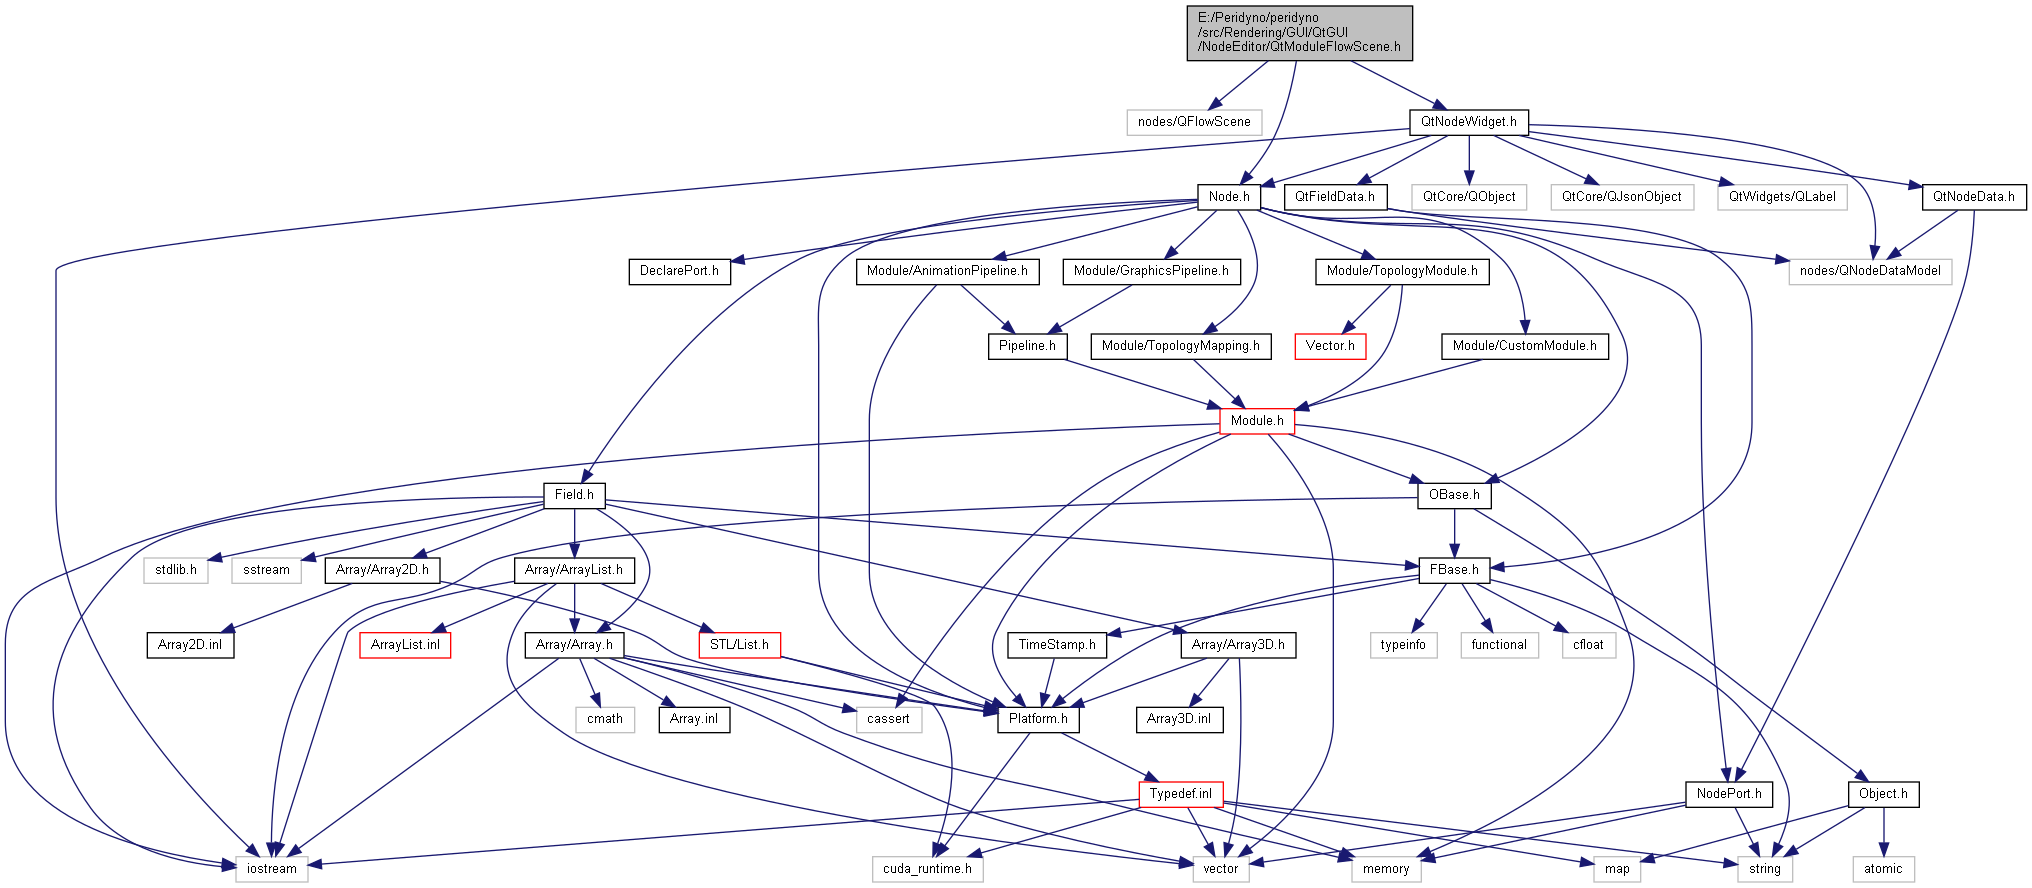 E:/Peridyno/peridyno
/src/Rendering/GUI/QtGUI
/NodeEditor/QtModuleFlowScene.h
nodes/QFlowScene
QtNodeWidget.h
Node.h
QtFieldData.h
QtCore/QObject
QtCore/QJsonObject
QtWidgets/QLabel
QtNodeData.h
DeclarePort.h
Module/AnimationPipeline.h
Module/GraphicsPipeline.h
Module/TopologyModule.h
nodes/QNodeDataModel
Pipeline.h
Module/TopologyMapping.h
Vector.h
Module/CustomModule.h
Module.h
Field.h
OBase.h
stdlib.h
sstream
Array/Array2D.h
Array/ArrayList.h
FBase.h
Array2D.inl
ArrayList.inl
Array/Array.h
STL/List.h
TimeStamp.h
Array/Array3D.h
typeinfo
functional
cfloat
cmath
Array.inl
cassert
Platform.h
Array3D.inl
Typedef.inl
NodePort.h
Object.h
iostream
cuda_runtime.h
vector
memory
map
string
atomic